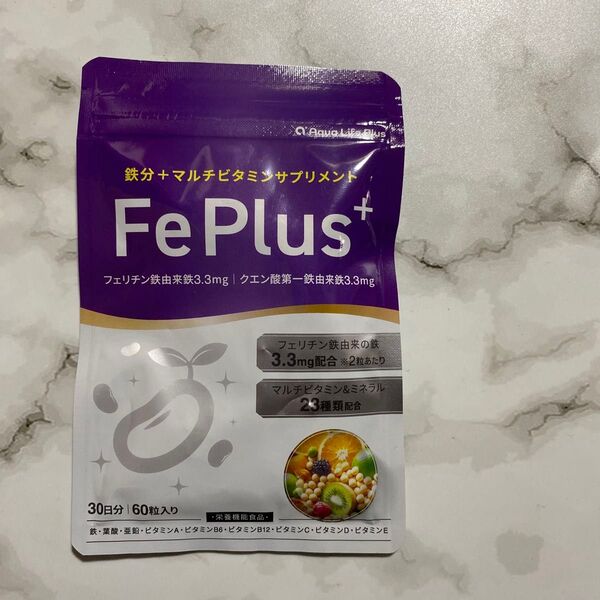 Aqua Life Plus
鉄分＋マルチビタミンサプリメント
Fe Plus+
フェリチン鉄由来鉄3.3mg｜クエン酸第一鉄由来鉄3.3mg
フェリチン鉄由来の鉄
3.3mg配合 ※2粒あたり
マルチビタミン&ミネラル
23種類配合
30日分｜60粒入り
・栄養機能食品・
鉄・葉酸・亜鉛・ビタミンA・ビタミンB6・ビタミンB12・ビタミンC・ビタミンD・ビタミンE